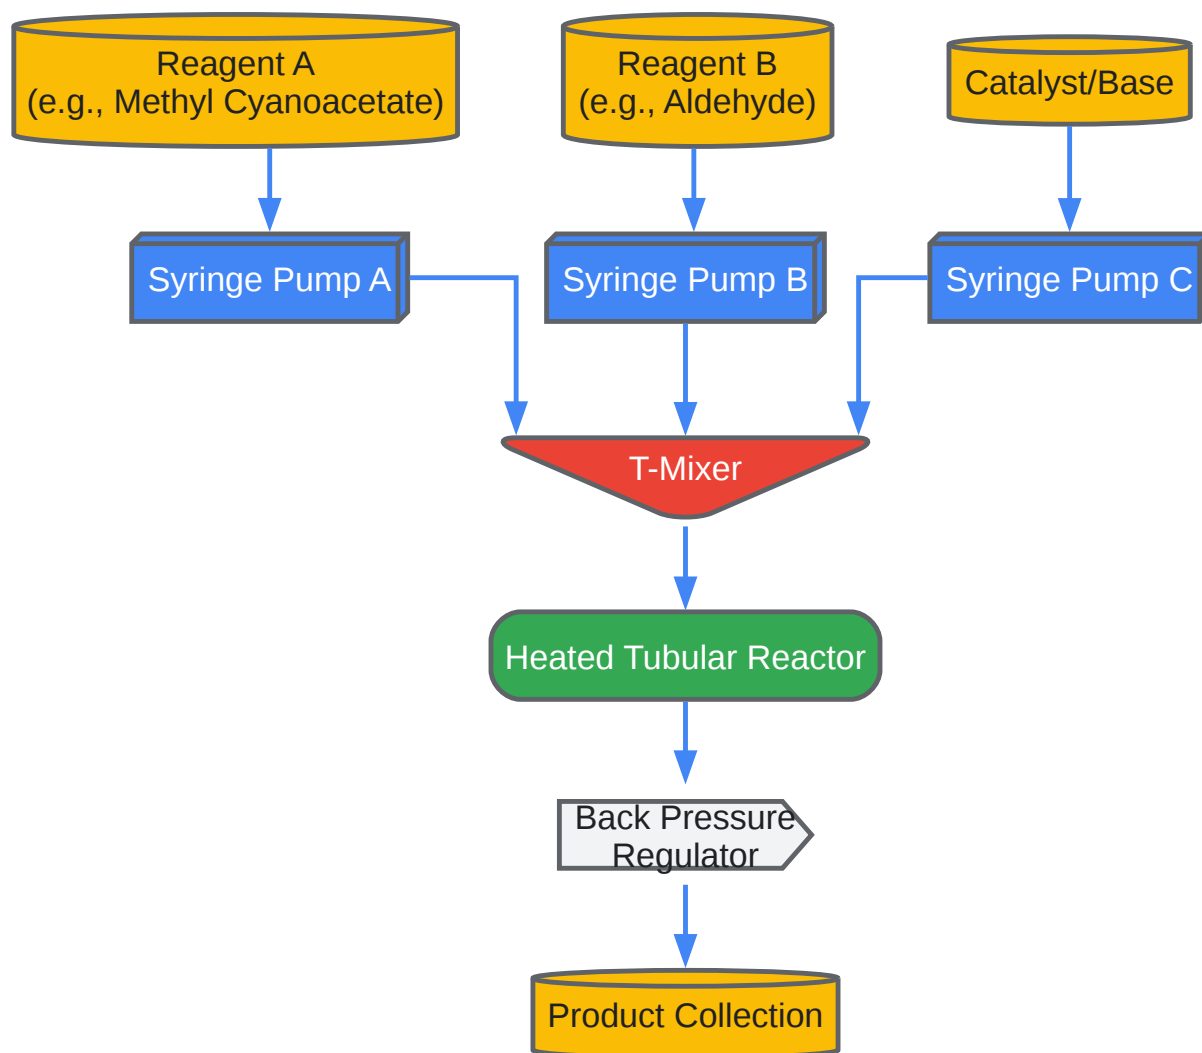 Reagent A
(e.g., Methyl Cyanoacetate)
Reagent B
(e.g., Aldehyde)
Catalyst/Base
Syringe Pump A
Syringe Pump B
Syringe Pump C
T-Mixer
Heated Tubular Reactor
Back Pressure
Regulator
Product Collection